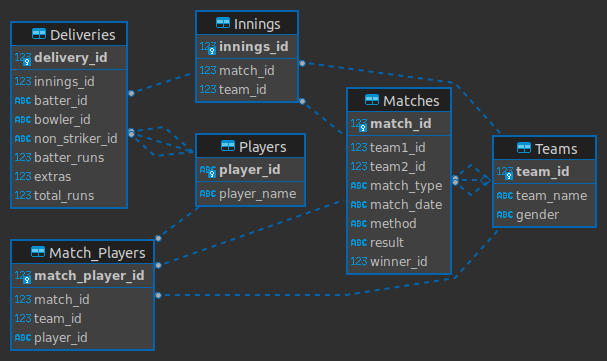 Deliveries
123 delivery_id
123 innings_id
ABC batter_id
ABC bowler_id
ABC non_striker_id
123 batter_runs
123 extras
123 total_runs
Innings
123 innings_id
123 match_id
123 team_id
Players
ABC player_id
ABC player_name
Matches
123 match_id
123 team1_id
123 team2_id
ABC match_type
ABC match_date
ABC method
ABC result
123 winner_id
Teams
123 team_id
ABC team_name
ABC gender
Match_Players
123 match_player_id
123 match_id
123 team_id
ABC player_id